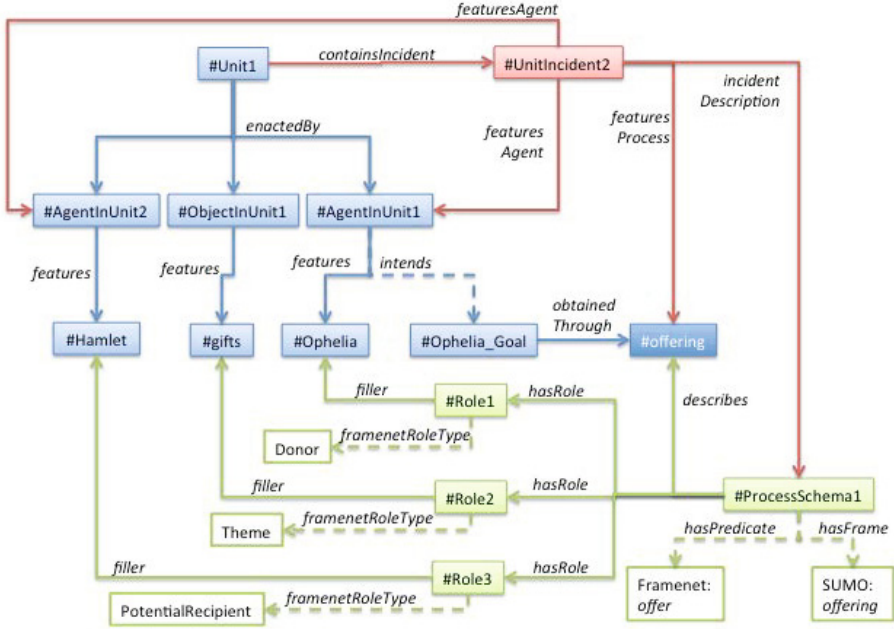 featuresAgent
#Unit1
containsIncident
#UnitIncident2
incident
Description
enactedBy
features
Agent
features
Process
#AgentInUnit2
#ObjectInUnit1
#AgentInUnit1
features
features
features
intends
obtained
Through
#Hamlet
#gifts
#Ophelia
#Ophelia_Goal
#offering
filler
#Role1
hasRole
describes
Donor
framenetRoleType
filler
#Role2
hasRole
#ProcessSchema1
Theme
framenetRoleType
hasPredicate
hasFrame
filler
#Role3
hasRole
PotentialRecipient
framenetRoleType
Framenet:
offer
SUMO:
offering